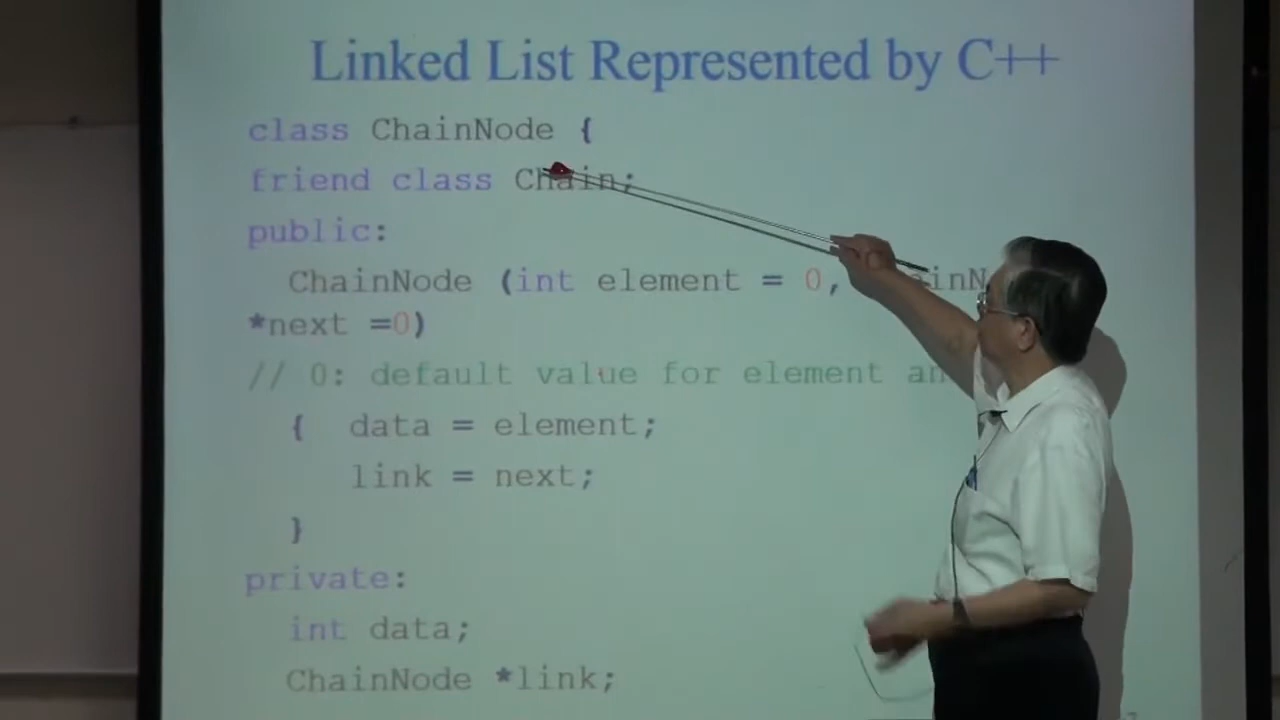 Linked List Represented by C++
class ChainNode {
friend class Chain;
public:
ChainNode (int element = 0,
*next =0)
// 0: default value for element
{ data = element;
link = next;
}
private:
int data;
ChainNode *link;